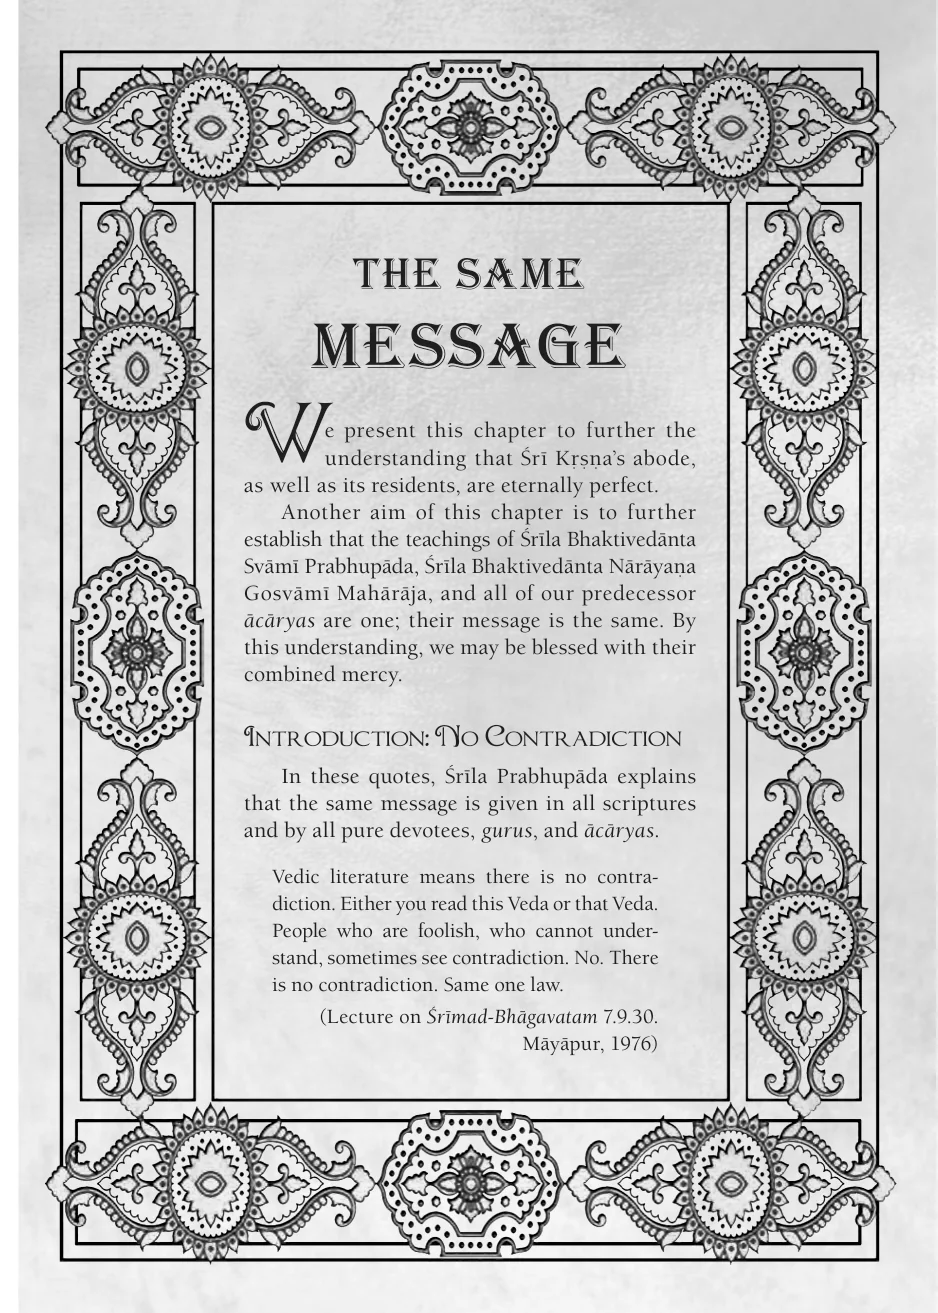 THE SAME
MESSAGE
We present this chapter to further the
understanding that Śrī Kṛṣṇa’s abode,
as well as its residents, are eternally perfect.
Another aim of this chapter is to further
establish that the teachings of Śrīla Bhaktivedānta
Svāmī Prabhupāda, Śrīla Bhaktivedānta Nārāyaṇa
Gosvāmī Mahārāja, and all of our predecessor
ācāryas are one; their message is the same. By
this understanding, we may be blessed with their
combined mercy.
Introduction: No Contradiction
In these quotes, Śrīla Prabhupāda explains
that the same message is given in all scriptures
and by all pure devotees, gurus, and ācāryas.
Vedic literature means there is no contra-
diction. Either you read this Veda or that Veda.
People who are foolish, who cannot under-
stand, sometimes see contradiction. No. There
is no contradiction. Same one law.
(Lecture on Śrīmad-Bhāgavatam 7.9.30.
Māyāpur, 1976)